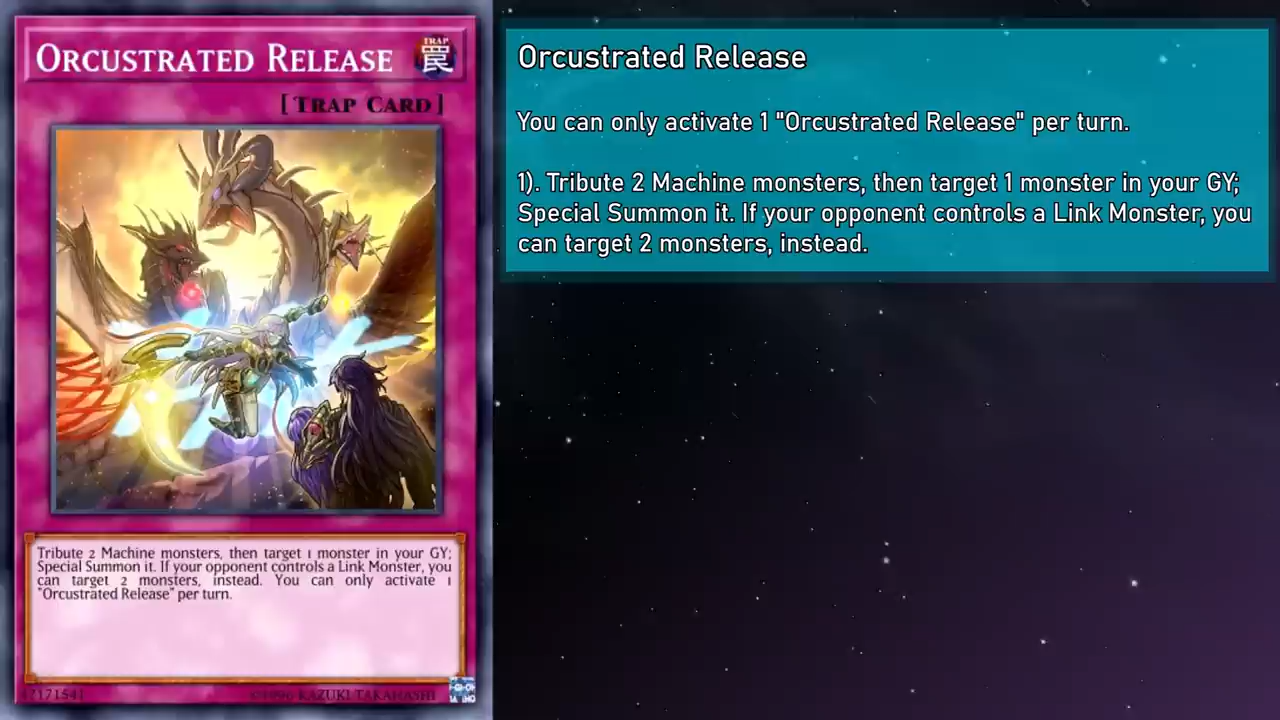 ORCUSTRATED RELEASE
TRAP
罠
[TRAP CARD]
Tribute 2 Machine monsters, then target 1 monster in your GY;
Special Summon it. If your opponent controls a Link Monster, you
can target 2 monsters, instead. You can only activate 1
"Orcustrated Release" per turn.
47171541
©1996 KAZUKI TAKAHASHI
Orcustrated Release
You can only activate 1 "Orcustrated Release" per turn.
1). Tribute 2 Machine monsters, then target 1 monster in your GY;
Special Summon it. If your opponent controls a Link Monster, you
can target 2 monsters, instead.